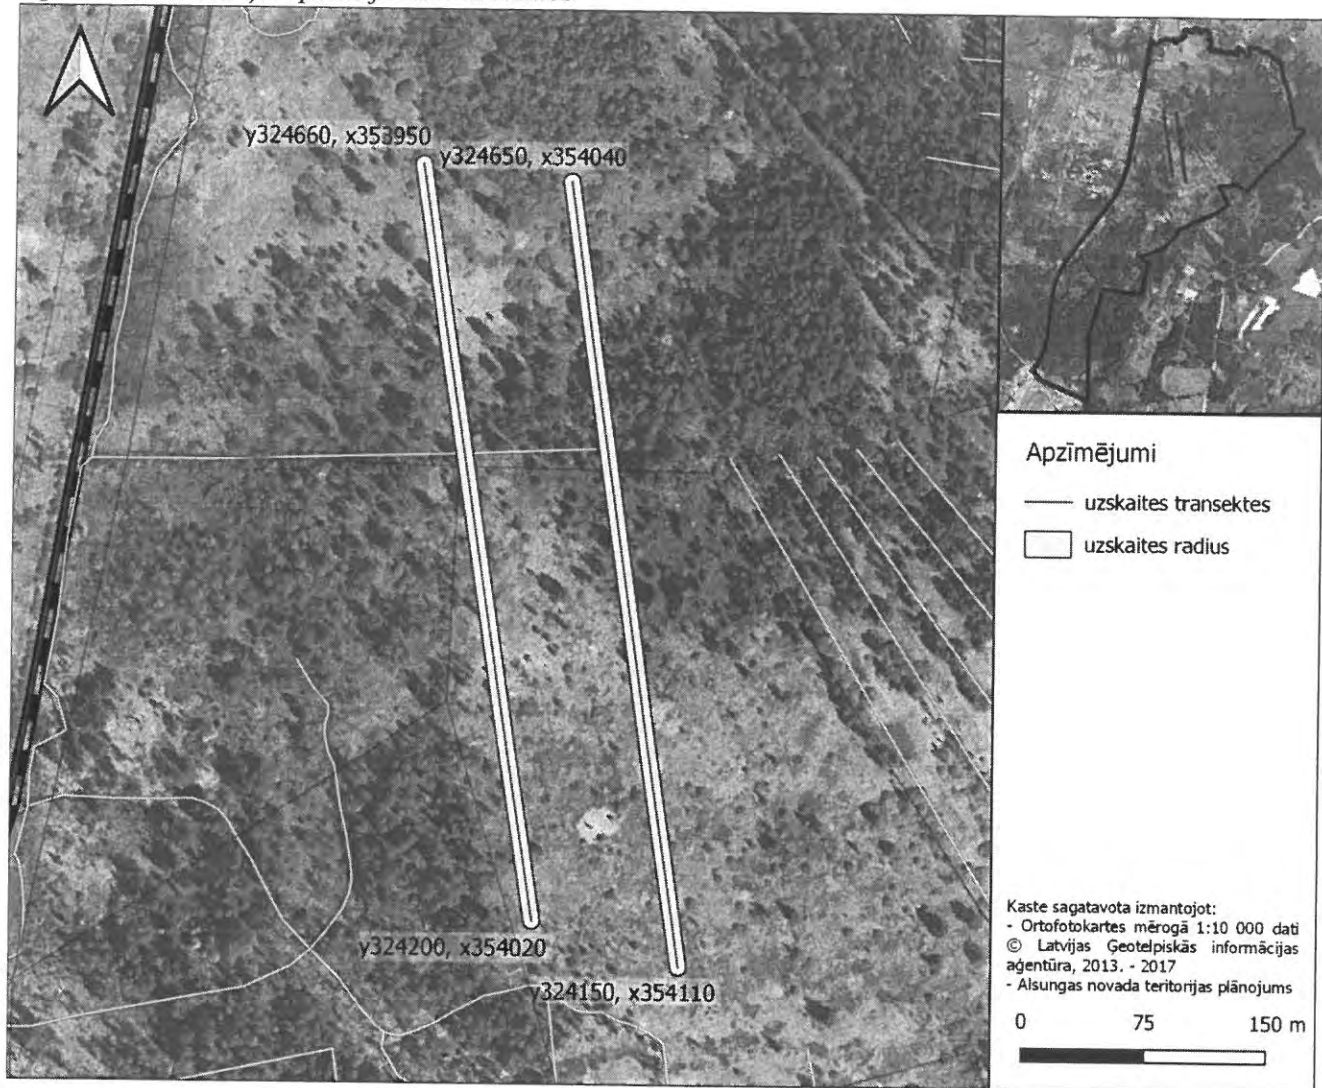 y324660, x353950
y324650, x354040
y324200, x354020
y324150, x354110
Apzīmējumi
uzskaites transektes
uzskaites radius
Kaste sagatavota izmantojot:
- Ortofotokartes mērogā 1:10 000 dati
© Latvijas Ģeotelpiskās informācijas
aģentūra, 2013. - 2017
- Alsungas novada teritorijas plānojums
0 75 150 m